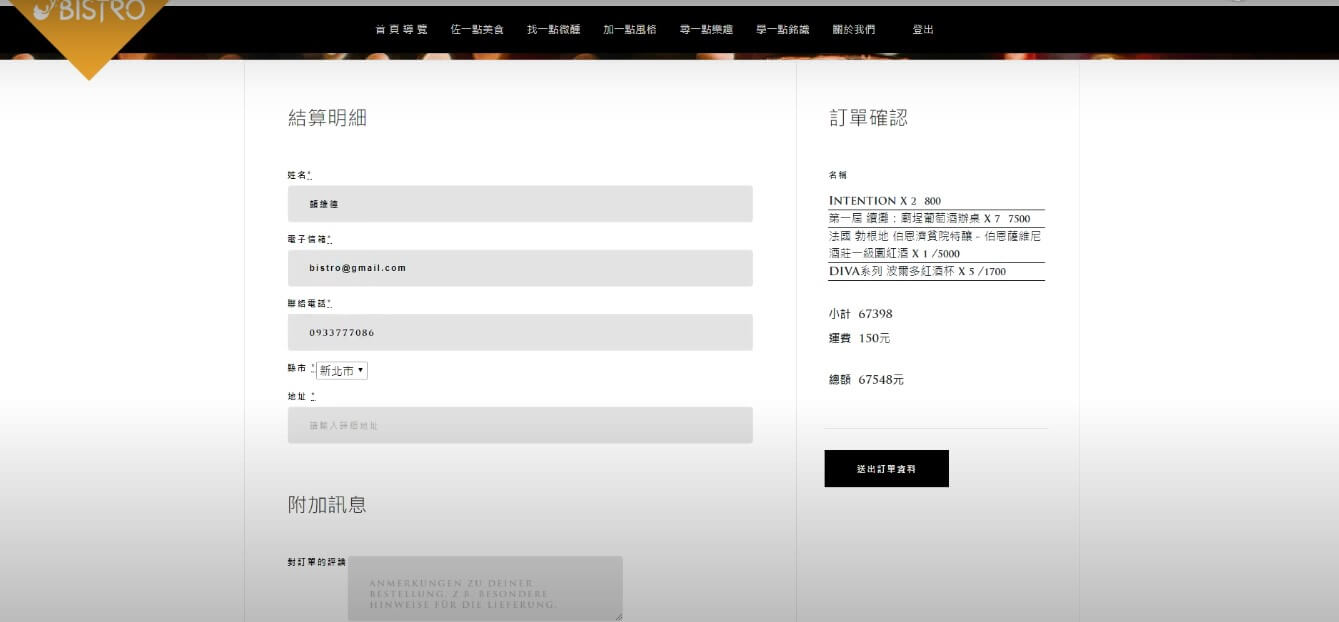 BISTRO
首頁導覽 佐一點美食 找一點微醺 加一點風格 尋一點樂趣 學一點銘識 關於我們 登出
結算明細
姓名*
顏維德
電子信箱*
bistro@gmail.com
聯絡電話*
0933777086
縣市 *
新北市
地址 *
請輸入詳細地址
附加訊息
對訂單的評論
ANMERKUNGEN ZU DEINER...
BESTELLUNG, Z.B. BESONDERE
HINWEISE FÜR DIE LIEFERUNG.
訂單確認
名稱
INTENTION X 2 800
第一屆 續攤：廟埕葡萄酒辦桌 X 7 7500
法國 勃根地 伯恩濟貧院特釀 - 伯恩薩維尼
酒莊一級園紅酒 X 1 /5000
DIVA系列 波爾多紅酒杯 X 5 /1700
小計 67398
運費 150元
總額 67548元
送出訂單資料